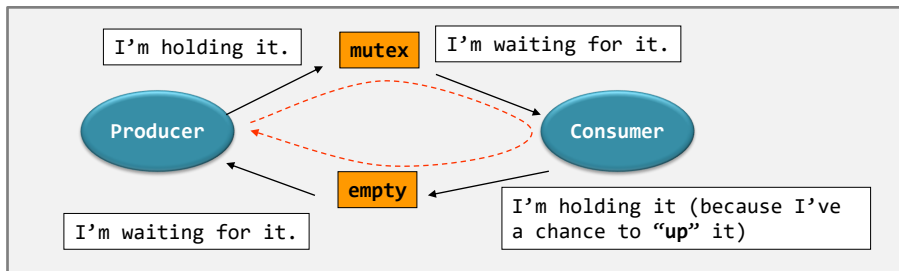 I’m holding it.
mutex
I’m waiting for it.
Producer
Consumer
empty
I’m waiting for it.
I’m holding it (because I’ve
a chance to “up” it)